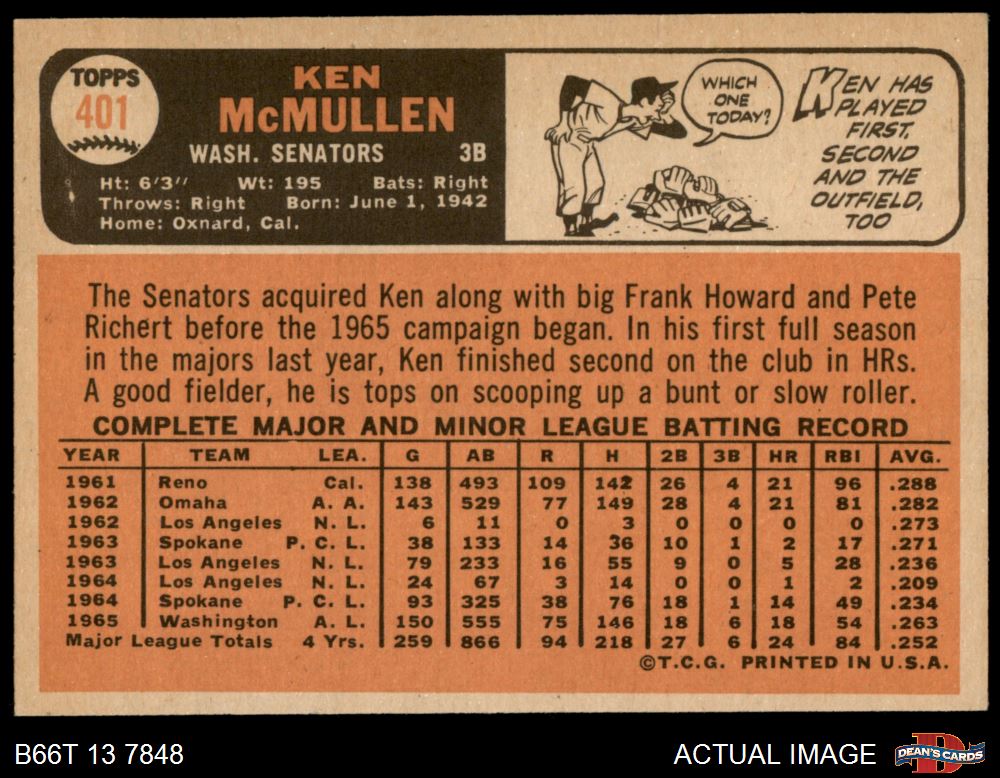 TOPPS
401
KEN
McMULLEN
WASH. SENATORS 3B
Ht: 6'3" Wt: 195 Bats: Right
Throws: Right Born: June 1, 1942
Home: Oxnard, Cal.
WHICH
ONE
TODAY?
KEN HAS
PLAYED
FIRST,
SECOND
AND THE
OUTFIELD,
TOO
The Senators acquired Ken along with big Frank Howard and Pete
Richert before the 1965 campaign began. In his first full season
in the majors last year, Ken finished second on the club in HRs.
A good fielder, he is tops on scooping up a bunt or slow roller.
COMPLETE MAJOR AND MINOR LEAGUE BATTING RECORD
YEAR TEAM LEA. G AB R H 2B 3B HR RBI AVG.
1961 Reno Cal. 138 493 109 142 26 4 21 96 .288
1962 Omaha A. A. 143 529 77 149 28 4 21 81 .282
1962 Los Angeles N. L. 6 11 0 3 0 0 0 0 .273
1963 Spokane P. C. L. 38 133 14 36 10 1 2 17 .271
1963 Los Angeles N. L. 79 233 16 55 9 0 5 28 .236
1964 Los Angeles N. L. 24 67 3 14 0 0 1 2 .209
1964 Spokane P. C. L. 93 325 38 76 18 1 14 49 .234
1965 Washington A. L. 150 555 75 146 18 6 18 54 .263
Major League Totals 4 Yrs. 259 866 94 218 27 6 24 84 .252
©T.C.G. PRINTED IN U.S.A.
B66T 13 7848
ACTUAL IMAGE
DEAN'S CARDS